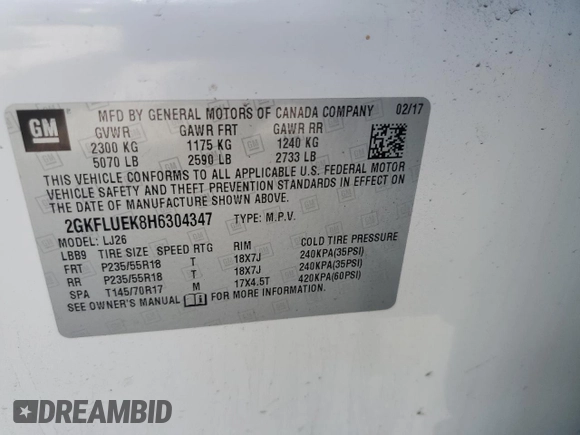 GM
MFD BY GENERAL MOTORS OF CANADA COMPANY 02/17
GVWR GAWR FRT GAWR RR
2300 KG 1175 KG 1240 KG
5070 LB 2590 LB 2733 LB
THIS VEHICLE CONFORMS TO ALL APPLICABLE U.S. FEDERAL MOTOR
VEHICLE SAFETY AND THEFT PREVENTION STANDARDS IN EFFECT ON
THE DATE OF MANUFACTURE SHOWN ABOVE.
2GKFLUEK8H6304347 TYPE: M.P.V.
MODEL: LJ26
LBB9 TIRE SIZE SPEED RTG RIM COLD TIRE PRESSURE
FRT P235/55R18 T 18X7J 240KPA(35PSI)
RR P235/55R18 T 18X7J 240KPA(35PSI)
SPA T145/70R17 M 17X4.5T 420KPA(60PSI)
SEE OWNER'S MANUAL FOR MORE INFORMATION.
DREAMBID